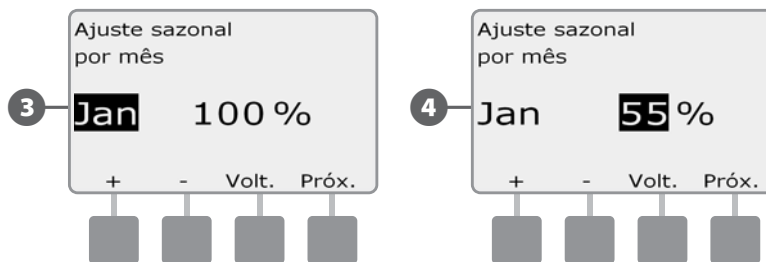 Ajuste sazonal
por mês
3
Jan 100 %
+ - Volt. Próx.
Ajuste sazonal
por mês
4
Jan 55 %
+ - Volt. Próx.